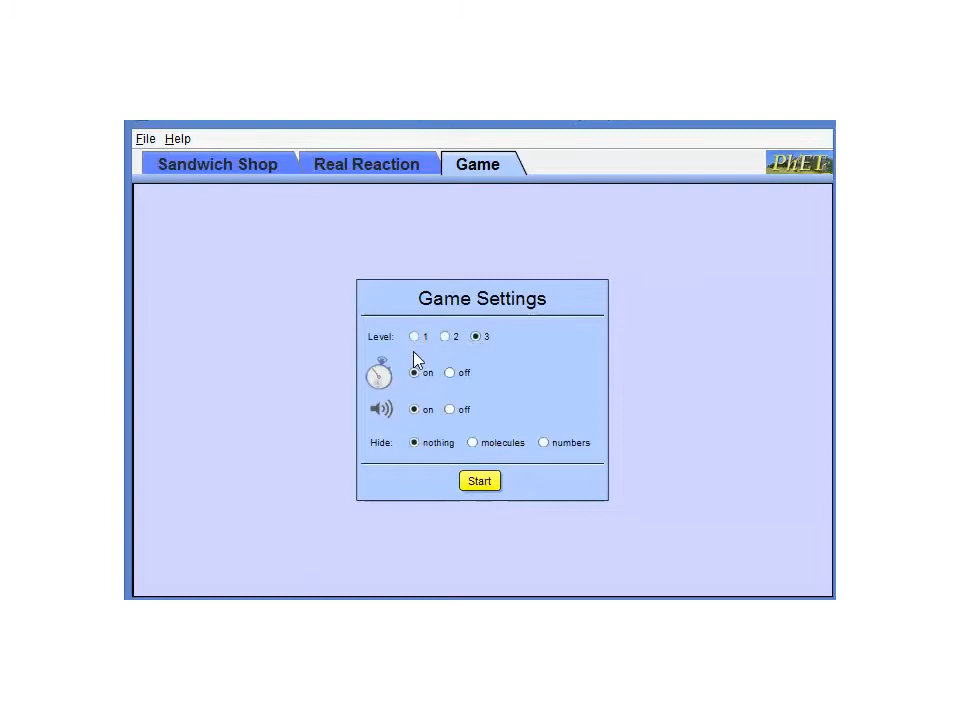 File Help
Sandwich Shop Real Reaction Game PhET
Game Settings
Level: 1 2 3
on off
on off
Hide: nothing molecules numbers
Start